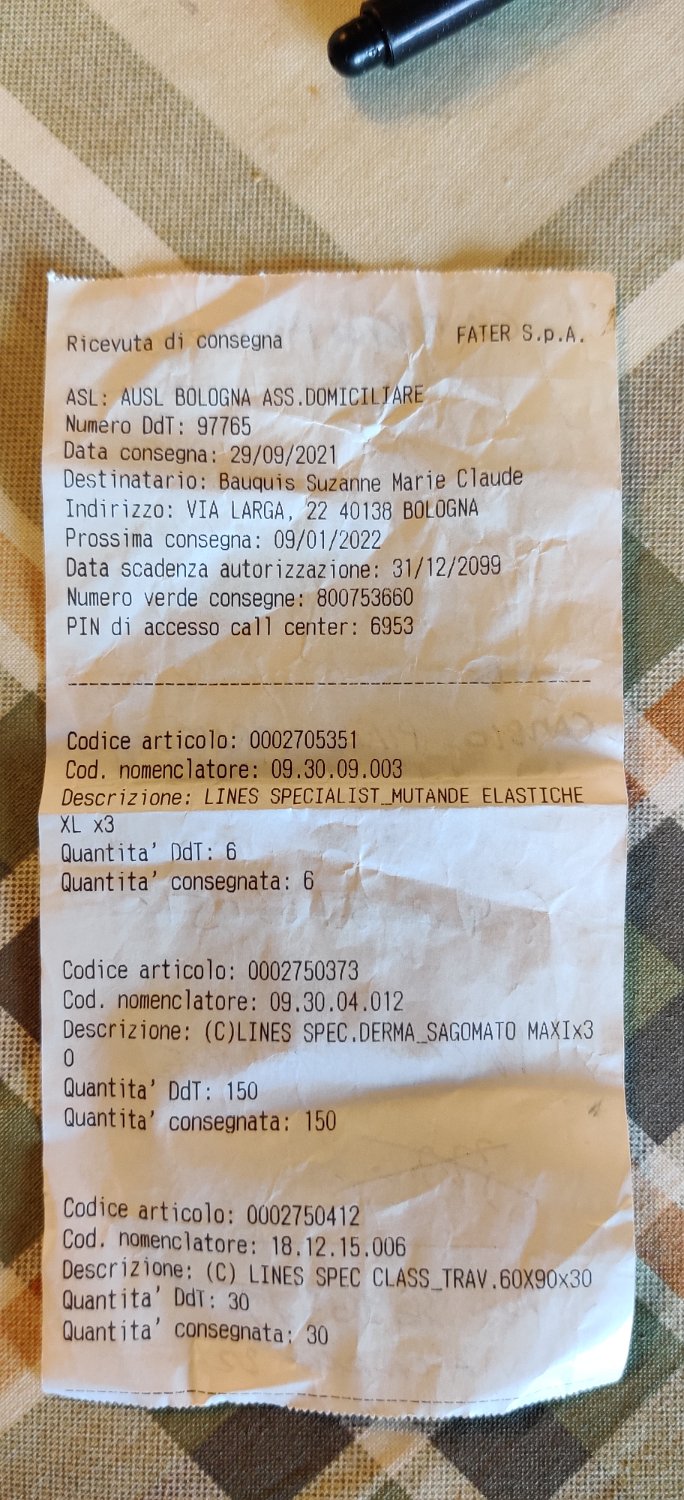 Ricevuta di consegna FATER S.p.A.
ASL: AUSL BOLOGNA ASS.DOMICILIARE
Numero DdT: 97765
Data consegna: 29/09/2021
Destinatario: Bauquis Suzanne Marie Claude
Indirizzo: VIA LARGA, 22 40138 BOLOGNA
Prossima consegna: 09/01/2022
Data scadenza autorizzazione: 31/12/2099
Numero verde consegne: 800753660
PIN di accesso call center: 6953
Codice articolo: 0002705351
Cod. nomenclatore: 09.30.09.003
Descrizione: LINES SPECIALIST_MUTANDE ELASTICHE
XL x3
Quantita' DdT: 6
Quantita' consegnata: 6
Codice articolo: 0002750373
Cod. nomenclatore: 09.30.04.012
Descrizione: (C)LINES SPEC.DERMA_SAGOMATO MAXIx3
0
Quantita' DdT: 150
Quantita' consegnata: 150
Codice articolo: 0002750412
Cod. nomenclatore: 18.12.15.006
Descrizione: (C) LINES SPEC CLASS_TRAV.60X90x30
Quantita' DdT: 30
Quantita' consegnata: 30